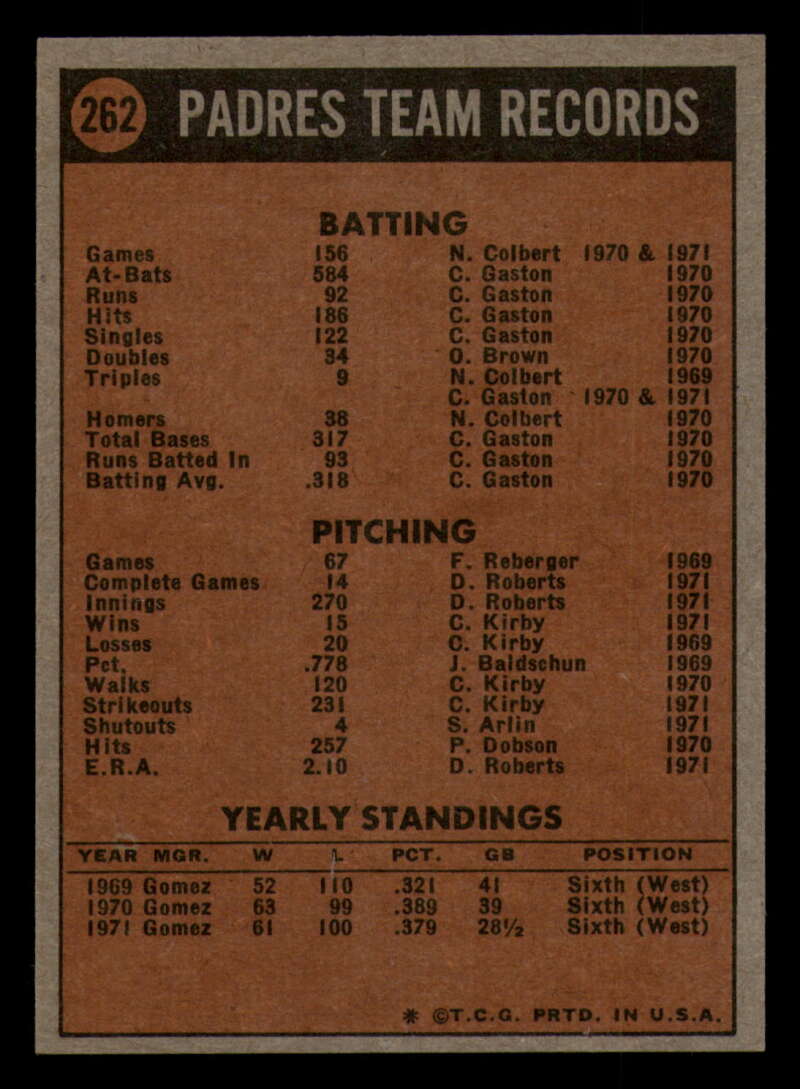 262 PADRES TEAM RECORDS
BATTING
Games 156 N. Colbert 1970 & 1971
At-Bats 584 C. Gaston 1970
Runs 92 C. Gaston 1970
Hits 186 C. Gaston 1970
Singles 122 C. Gaston 1970
Doubles 34 O. Brown 1970
Triples 9 N. Colbert 1969
C. Gaston 1970 & 1971
Homers 38 N. Colbert 1970
Total Bases 317 C. Gaston 1970
Runs Batted In 93 C. Gaston 1970
Batting Avg. .318 C. Gaston 1970
PITCHING
Games 67 F. Reberger 1969
Complete Games 14 D. Roberts 1971
Innings 270 D. Roberts 1971
Wins 15 C. Kirby 1971
Losses 20 C. Kirby 1969
Pct. .778 J. Baldschun 1969
Walks 120 C. Kirby 1970
Strikeouts 231 C. Kirby 1971
Shutouts 4 S. Arlin 1971
Hits 257 P. Dobson 1970
E.R.A. 2.10 D. Roberts 1971
YEARLY STANDINGS
YEAR MGR. W L PCT. GB POSITION
1969 Gomez 52 110 .321 41 Sixth (West)
1970 Gomez 63 99 .389 39 Sixth (West)
1971 Gomez 61 100 .379 28½ Sixth (West)
* ©T.C.G. PRTD. IN U.S.A.